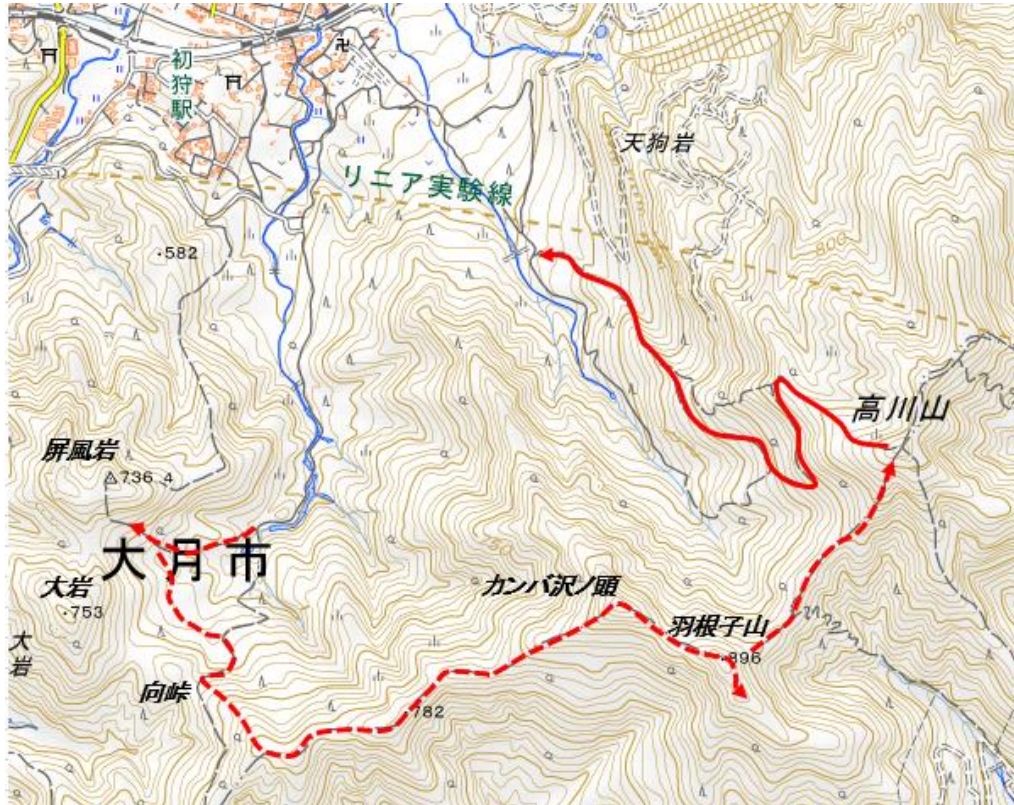 初狩駅
天狗岩
リニア実験線
800
582
高川山
屏風岩
736.4
750
大月市
カンバ沢ノ頭
大岩
753
羽根子山
大岩
896
向峠
782